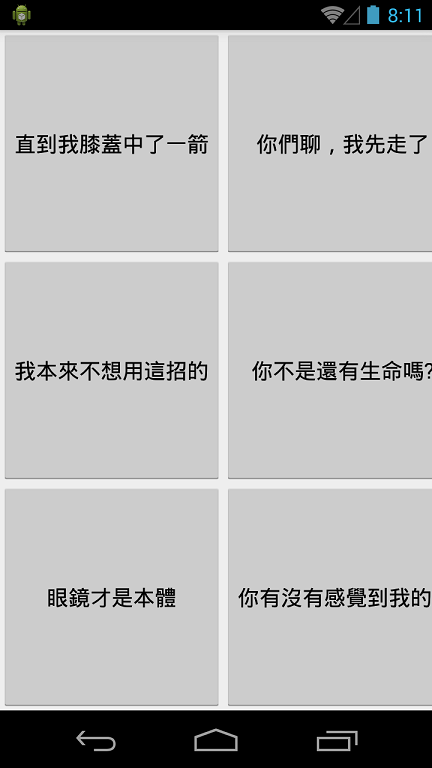 8:11
直到我膝蓋中了一箭
你們聊，我先走了
我本來不想用這招的
你不是還有生命嗎?
眼鏡才是本體
你有沒有感覺到我的